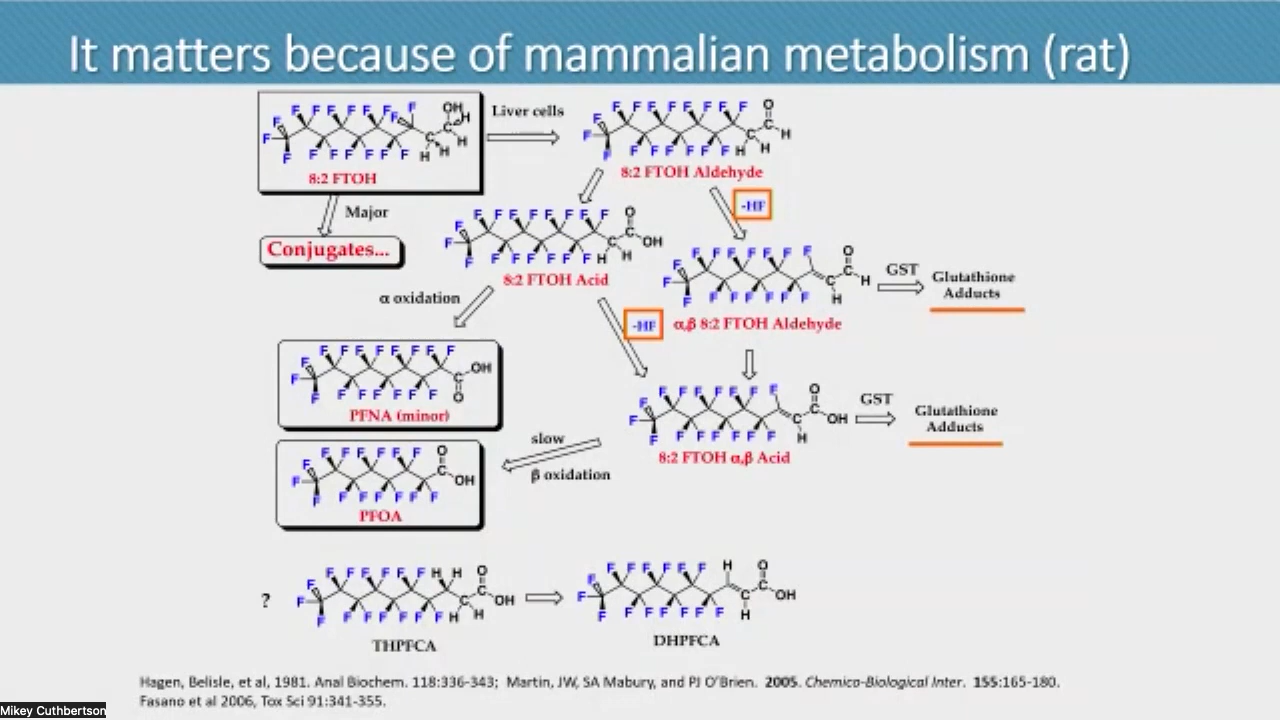 It matters because of mammalian metabolism (rat)
8:2 FTOH
Liver cells
8:2 FTOH Aldehyde
Major
Conjugates...
-HF
8:2 FTOH Acid
α oxidation
-HF
α,β 8:2 FTOH Aldehyde
GST
Glutathione
Adducts
PFNA (minor)
8:2 FTOH α,β Acid
GST
Glutathione
Adducts
slow
β oxidation
PFOA
?
THPFCA
DHPFCA
Hagen, Belisle, et al, 1981. Anal Biochem. 118:336-343; Martin, JW, SA Mabury, and PJ O'Brien. 2005. Chemico-Biological Inter. 155:165-180.
Fasano et al 2006, Tox Sci 91:341-355.
Mikey Cuthbertson